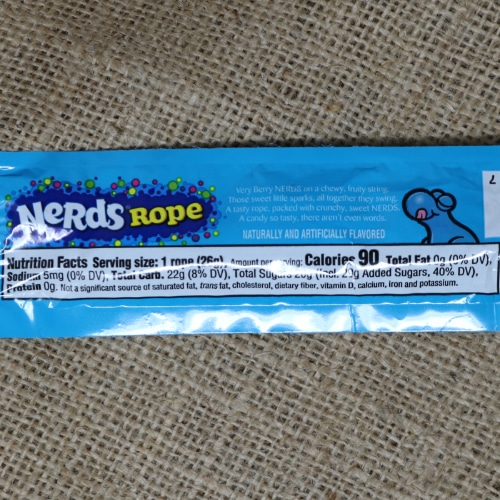 NeRds ROPe
Very Berry NERDS on a chewy, fruity string.
Those sweet little sparks, all together they swing.
A tasty rope, packed with crunchy, sweet NERDS.
A candy so tasty, there aren't even words.
NATURALLY AND ARTIFICIALLY FLAVORED
7
Nutrition Facts Serving size: 1 rope (26g), Amount per serving: Calories 90, Total Fat 0g (0% DV),
Sodium 5mg (0% DV), Total Carb. 22g (8% DV), Total Sugars 20g (Incl. 20g Added Sugars, 40% DV),
Protein 0g. Not a significant source of saturated fat, trans fat, cholesterol, dietary fiber, vitamin D, calcium, iron and potassium.